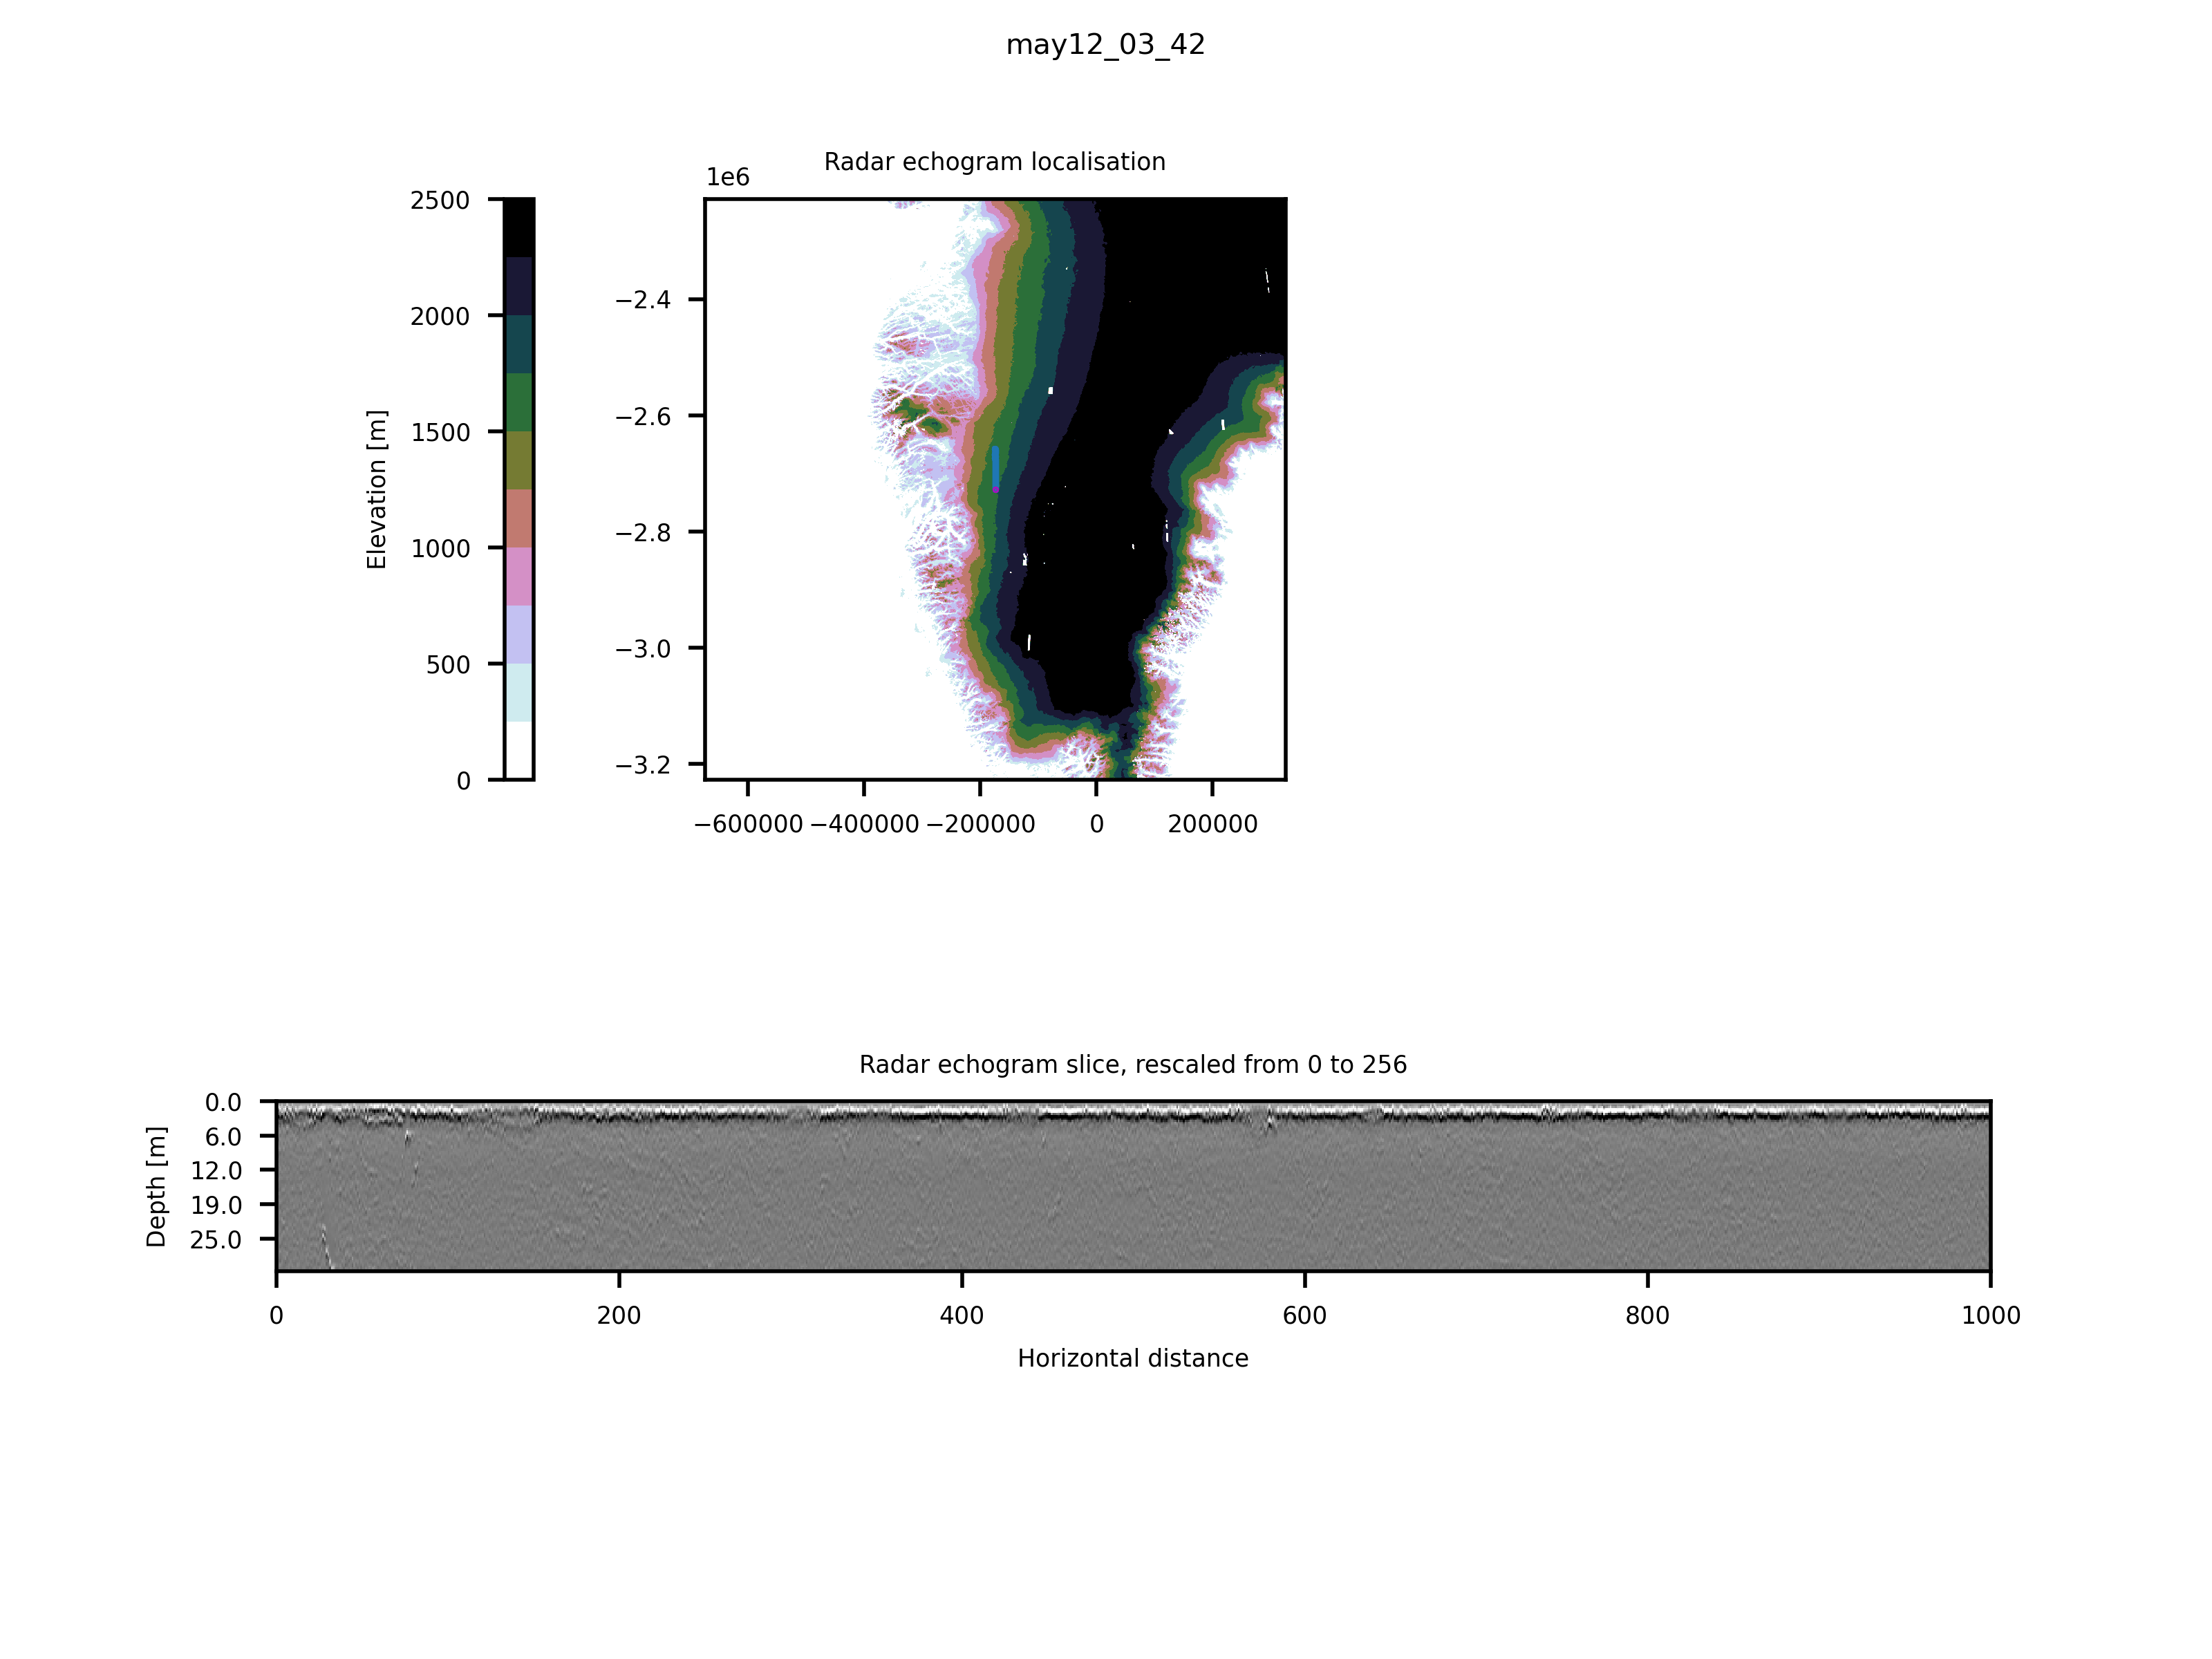 may12_03_42
Radar echogram localisation
1e6
2500
2000
1500
1000
500
0
Elevation [m]
−2.4
−2.6
−2.8
−3.0
−3.2
−600000 −400000 −200000 0 200000
Radar echogram slice, rescaled from 0 to 256
0.0
6.0
12.0
19.0
25.0
Depth [m]
0 200 400 600 800 1000
Horizontal distance